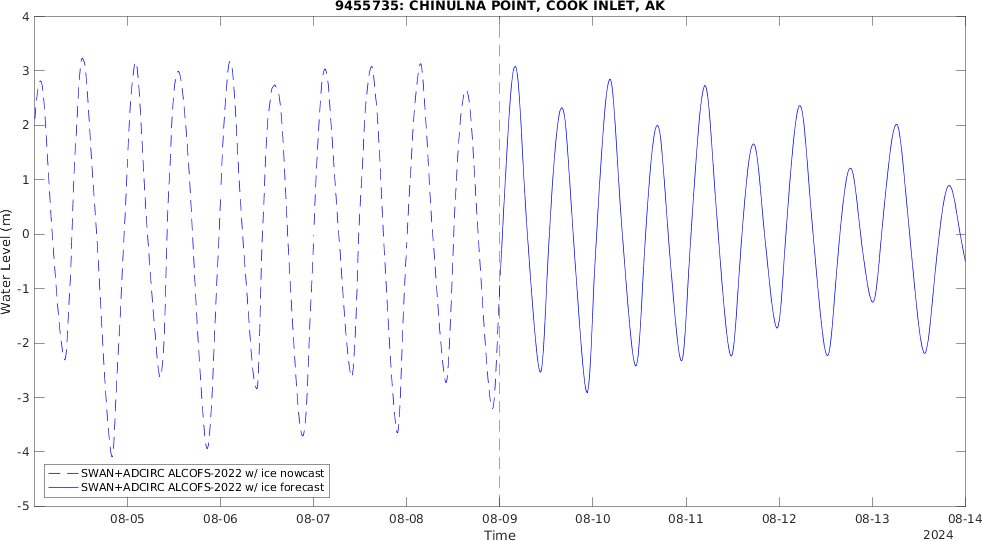 9455735: CHINULNA POINT, COOK INLET, AK
4
3
2
1
0
-1
-2
-3
-4
-5
Water Level (m)
SWAN+ADCIRC ALCOFS-2022 w/ ice nowcast
SWAN+ADCIRC ALCOFS-2022 w/ ice forecast
08-05 08-06 08-07 08-08 08-09 08-10 08-11 08-12 08-13 08-14
Time
2024